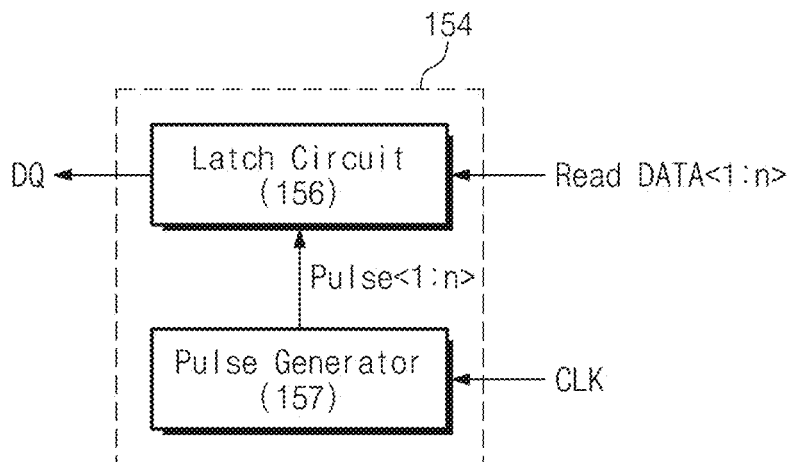 154
Latch Circuit
(156)
DQ
Read DATA<1:n>
Pulse<1:n>
Pulse Generator
(157)
CLK